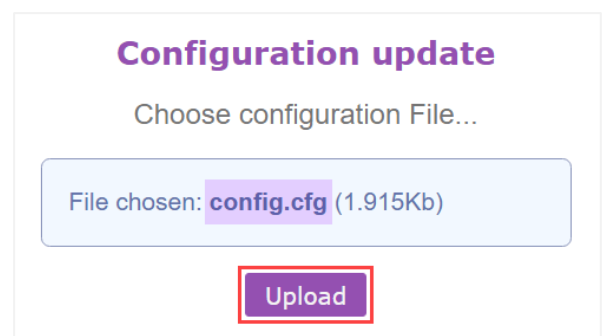 Configuration update
Choose configuration File...
File chosen: config.cfg (1.915Kb)
Upload